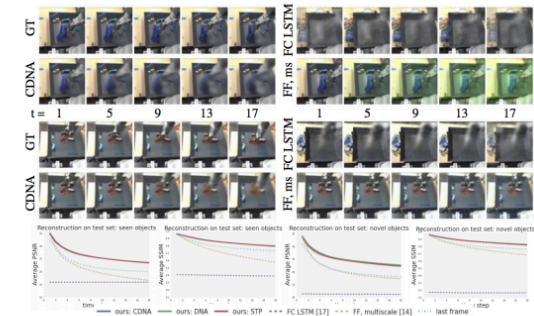 GT
FC LSTM
CDNA
FF, ms
t = 1 5 9 13 17
1 5 9 13 17
GT
FC LSTM
CDNA
FF, ms
Reconstruction on test set: seen objects
Reconstruction on test set: seen objects
Reconstruction on test set: novel objects
Reconstruction on test set: novel objects
Average PSNR
Average SSIM
Average PSNR
Average SSIM
time
step
ours: CDNA ours: DNA ours: STP FC LSTM [17] FF, multiscale [14] last frame